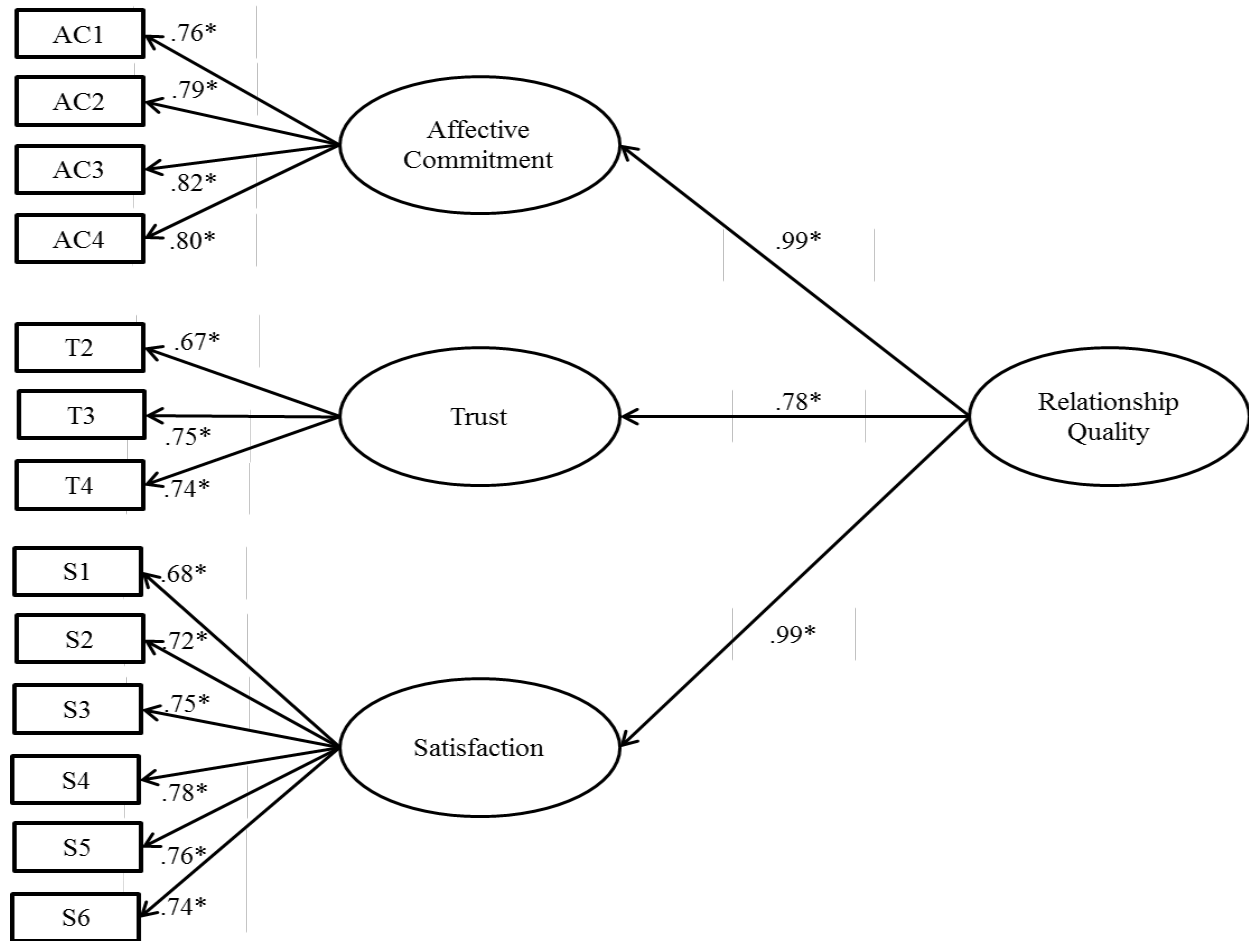 AC1
.76*
AC2
.79*
AC3
.82*
AC4
.80*
Affective
Commitment
.99*
T2
.67*
T3
.75*
T4
.74*
Trust
.78*
Relationship
Quality
S1
.68*
S2
.72*
S3
.75*
S4
.78*
S5
.76*
S6
.74*
Satisfaction
.99*